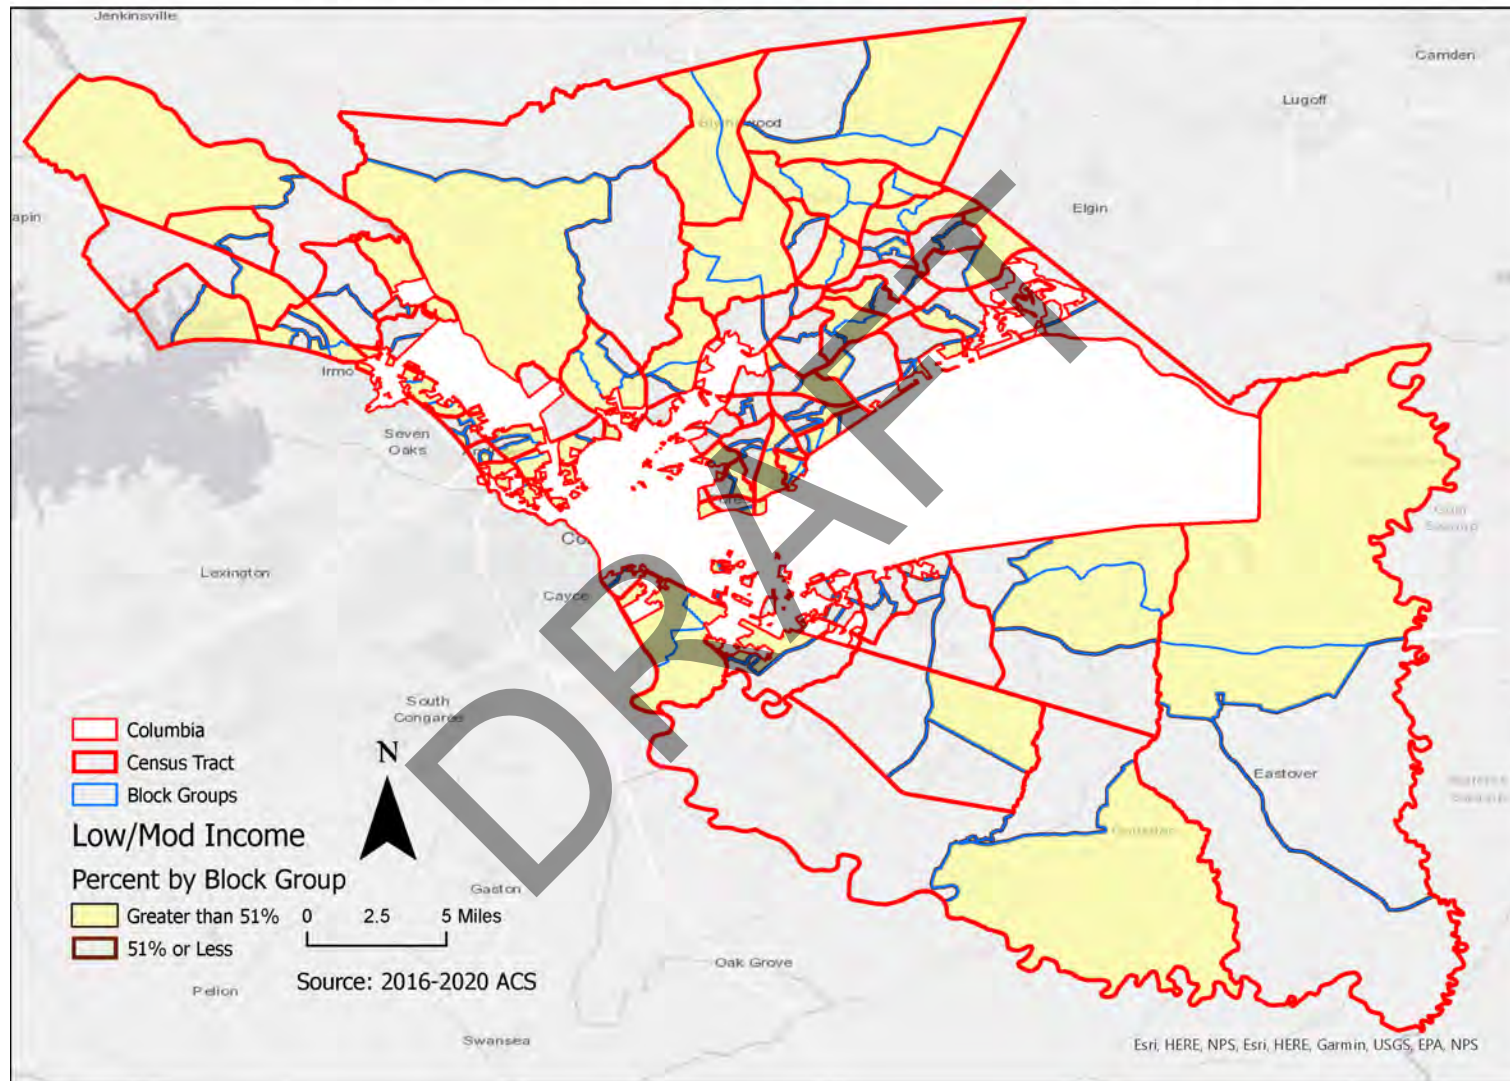 Jenkinsville
Camden
Lugoff
Elgin
apin
Irmo
Seven
Oaks
Lexington
Cayce
South
Congaree
Columbia
Census Tract
Block Groups
N
Low/Mod Income
Percent by Block Group
Greater than 51%
51% or Less
0 2.5 5 Miles
Source: 2016-2020 ACS
Eastover
Gaston
Oak Grove
Pelion
Swansea
Esri, HERE, NPS, Esri, HERE, Garmin, USGS, EPA, NPS
DRAFT